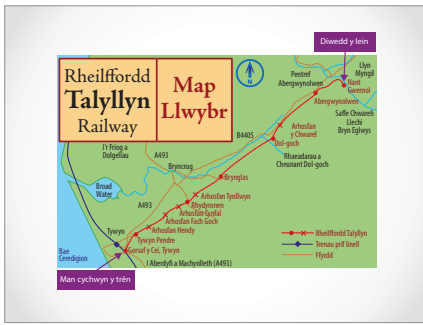 Diwedd y lein
Rheilffordd
Talyllyn
Railway
Map
Llwybr
N
Llyn
Myngil
Pentref
Abergwynolwen
Nant
Gwernol
Abergwynolwen
Safle Chwareli
Llechi
Bryn Eglwys
Arhosfan
y Chwarel
Dol-goch
B4405
Rhaeadarau a
Cheunant Dol-goch
I'r Friog a
Dolgellau
A493
Bryncrug
Brynglas
Broad
Water
A493
Arhosfan Tynllwyn
Rhydyronen
Arhosfan Cynfal
Arhosfan Fach Goch
Arhosfan Hendy
Tywyn
Tywyn Pendre
Gorsaf y Cei, Tywyn
Bae
Ceredigion
I Aberdyfi a Machynlleth (A493)
Rheilffordd Talyllyn
Trenau prif linell
Ffyrdd
Man cychwyn y trên